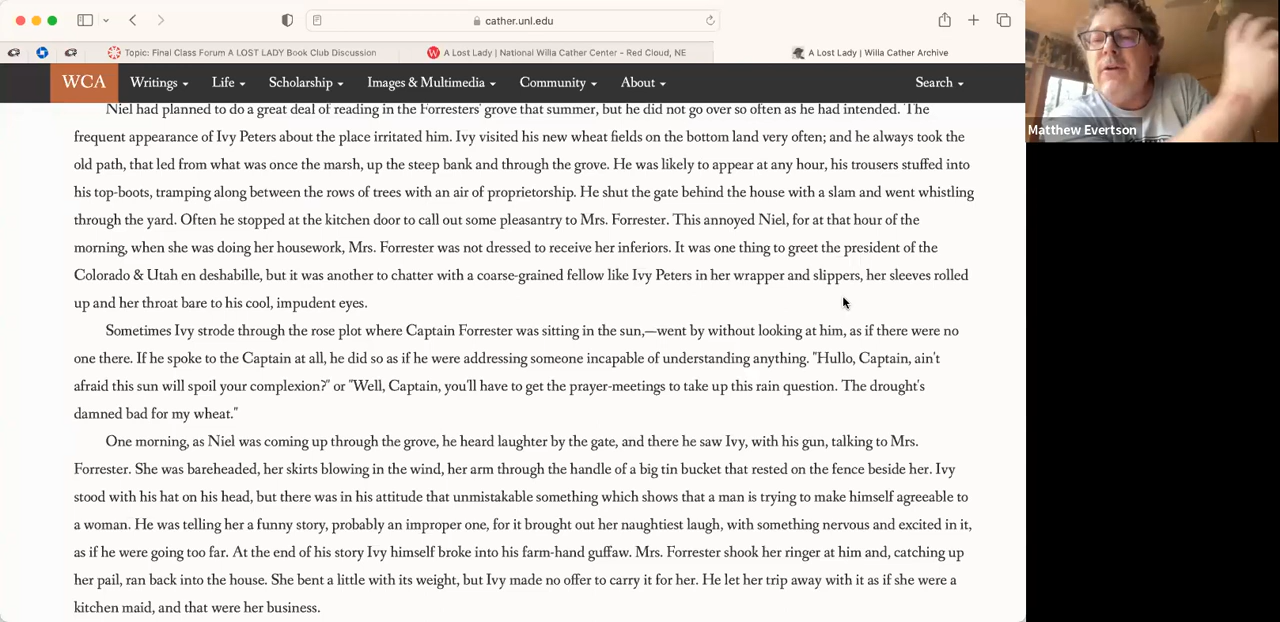 cather.unl.edu
Topic: Final Class Forum A LOST LADY Book Club Discussion
A Lost Lady | National Willa Cather Center - Red Cloud, NE
A Lost Lady | Willa Cather Archive
WCA
Writings
Life
Scholarship
Images & Multimedia
Community
About
Search
Matthew Evertson
Niel had planned to do a great deal of reading in the Forresters' grove that summer, but he did not go over so often as he had intended. The
frequent appearance of Ivy Peters about the place irritated him. Ivy visited his new wheat fields on the bottom land very often; and he always took the
old path, that led from what was once the marsh, up the steep bank and through the grove. He was likely to appear at any hour, his trousers stuffed into
his top-boots, tramping along between the rows of trees with an air of proprietorship. He shut the gate behind the house with a slam and went whistling
through the yard. Often he stopped at the kitchen door to call out some pleasantry to Mrs. Forrester. This annoyed Niel, for at that hour of the
morning, when she was doing her housework, Mrs. Forrester was not dressed to receive her inferiors. It was one thing to greet the president of the
Colorado & Utah en deshabille, but it was another to chatter with a coarse-grained fellow like Ivy Peters in her wrapper and slippers, her sleeves rolled
up and her throat bare to his cool, impudent eyes.
Sometimes Ivy strode through the rose plot where Captain Forrester was sitting in the sun,—went by without looking at him, as if there were no
one there. If he spoke to the Captain at all, he did so as if he were addressing someone incapable of understanding anything. "Hullo, Captain, ain't
afraid this sun will spoil your complexion?" or "Well, Captain, you'll have to get the prayer-meetings to take up this rain question. The drought's
damned bad for my wheat."
One morning, as Niel was coming up through the grove, he heard laughter by the gate, and there he saw Ivy, with his gun, talking to Mrs.
Forrester. She was bareheaded, her skirts blowing in the wind, her arm through the handle of a big tin bucket that rested on the fence beside her. Ivy
stood with his hat on his head, but there was in his attitude that unmistakable something which shows that a man is trying to make himself agreeable to
a woman. He was telling her a funny story, probably an improper one, for it brought out her naughtiest laugh, with something nervous and excited in it,
as if he were going too far. At the end of his story Ivy himself broke into his farm-hand guffaw. Mrs. Forrester shook her ringer at him and, catching up
her pail, ran back into the house. She bent a little with its weight, but Ivy made no offer to carry it for her. He let her trip away with it as if she were a
kitchen maid, and that were her business.